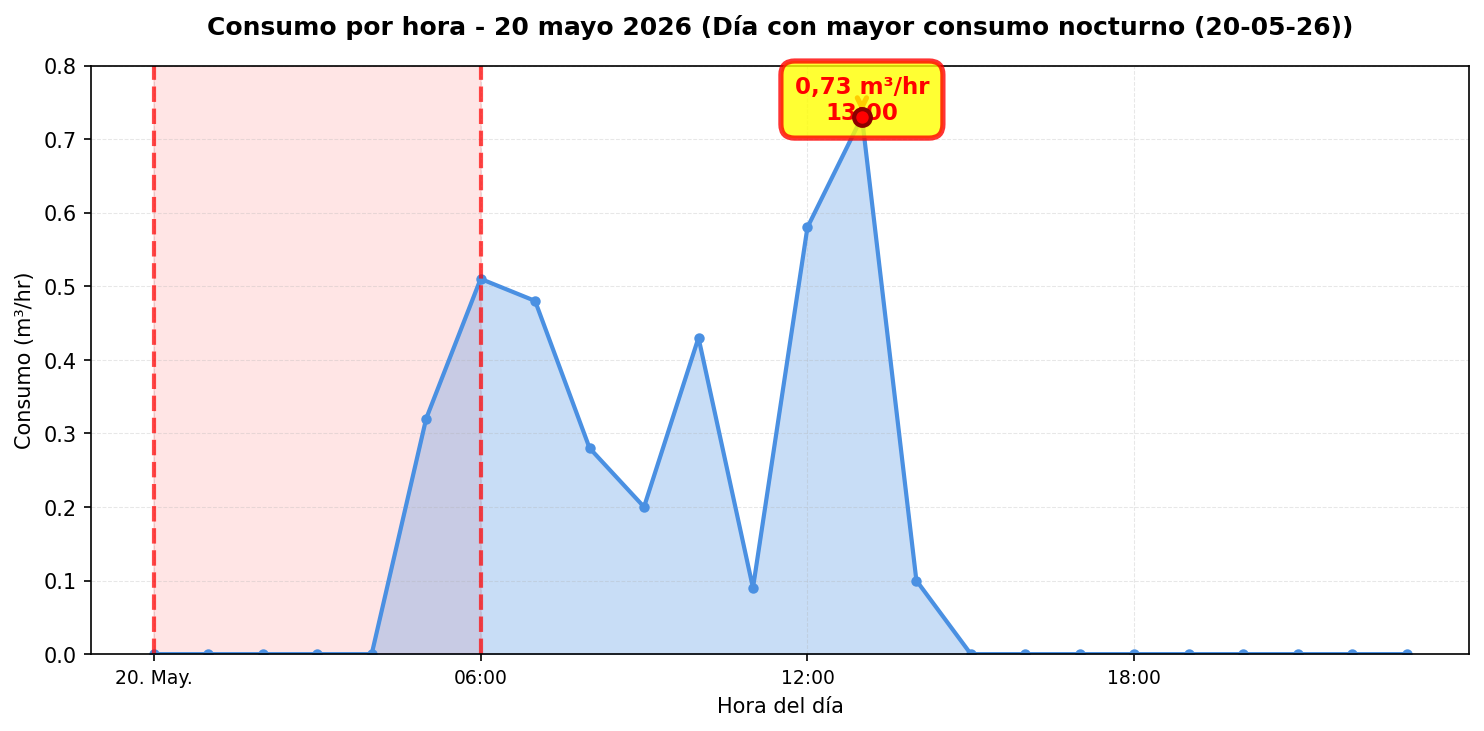 Consumo por hora - 20 mayo 2026 (Día con mayor consumo nocturno (20-05-26))
0,73 m³/hr
13:00
Consumo (m³/hr)
0.8
0.7
0.6
0.5
0.4
0.3
0.2
0.1
0.0
20. May.
06:00
12:00
18:00
Hora del día